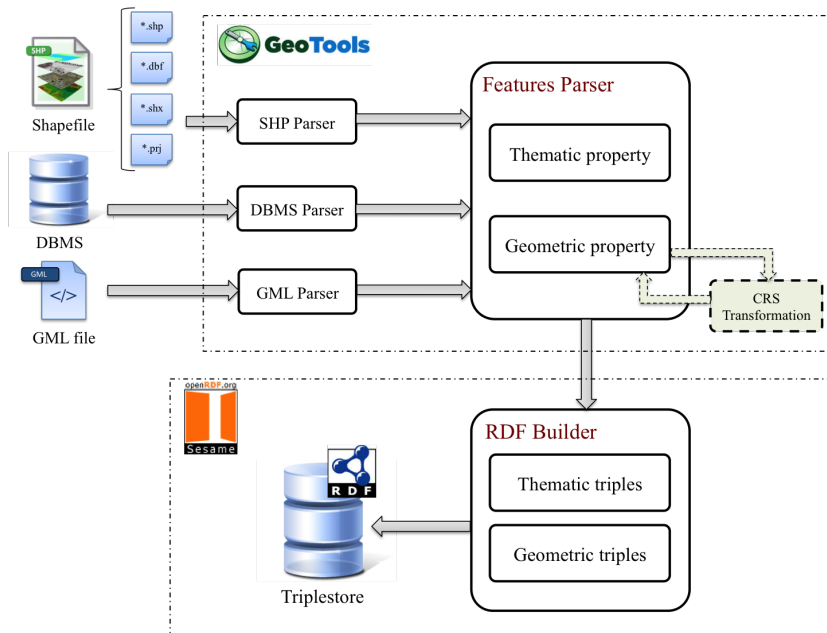 *.shp
*.dbf
*.shx
*.prj
SHP
Shapefile
DBMS
GML
</>
GML file
GeoTools
SHP Parser
DBMS Parser
GML Parser
Features Parser
Thematic property
Geometric property
CRS
Transformation
openRDF.org
Sesame
RDF Builder
Thematic triples
Geometric triples
RDF
Triplestore